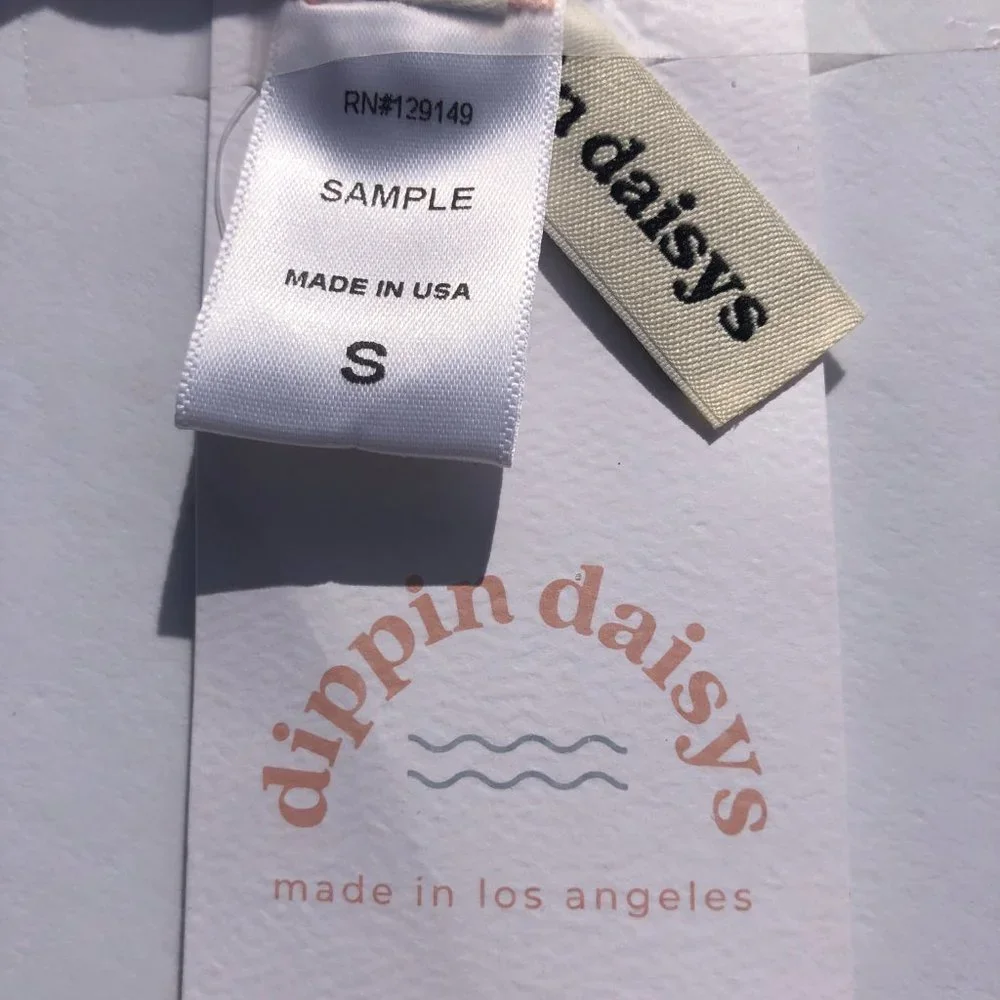 RN#129149
SAMPLE
MADE IN USA
S
n daisys
dippin daisys
made in los angeles